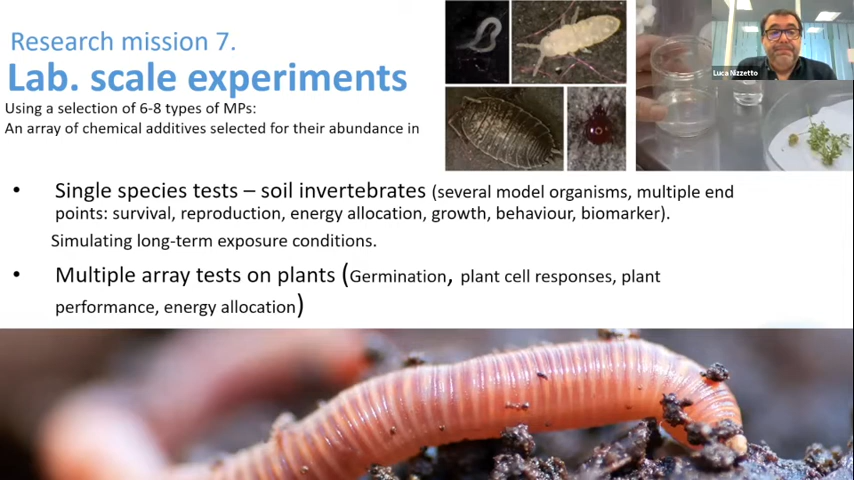 Research mission 7.
Lab. scale experiments
Using a selection of 6-8 types of MPs:
An array of chemical additives selected for their abundance in
Luca Nizzetto
• Single species tests – soil invertebrates (several model organisms, multiple end
points: survival, reproduction, energy allocation, growth, behaviour, biomarker).
Simulating long-term exposure conditions.
• Multiple array tests on plants (Germination, plant cell responses, plant
performance, energy allocation)